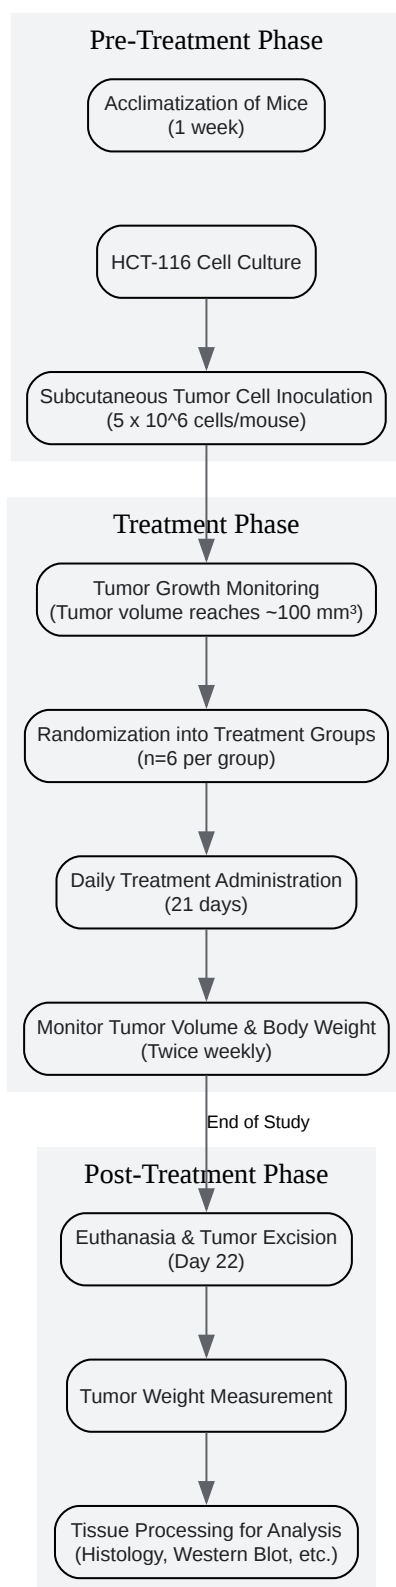 Pre-Treatment Phase
Acclimatization of Mice
(1 week)
HCT-116 Cell Culture
Subcutaneous Tumor Cell Inoculation
(5 x 10^6 cells/mouse)
Treatment Phase
Tumor Growth Monitoring
(Tumor volume reaches ~100 mm³)
Randomization into Treatment Groups
(n=6 per group)
Daily Treatment Administration
(21 days)
Monitor Tumor Volume & Body Weight
(Twice weekly)
End of Study
Post-Treatment Phase
Euthanasia & Tumor Excision
(Day 22)
Tumor Weight Measurement
Tissue Processing for Analysis
(Histology, Western Blot, etc.)